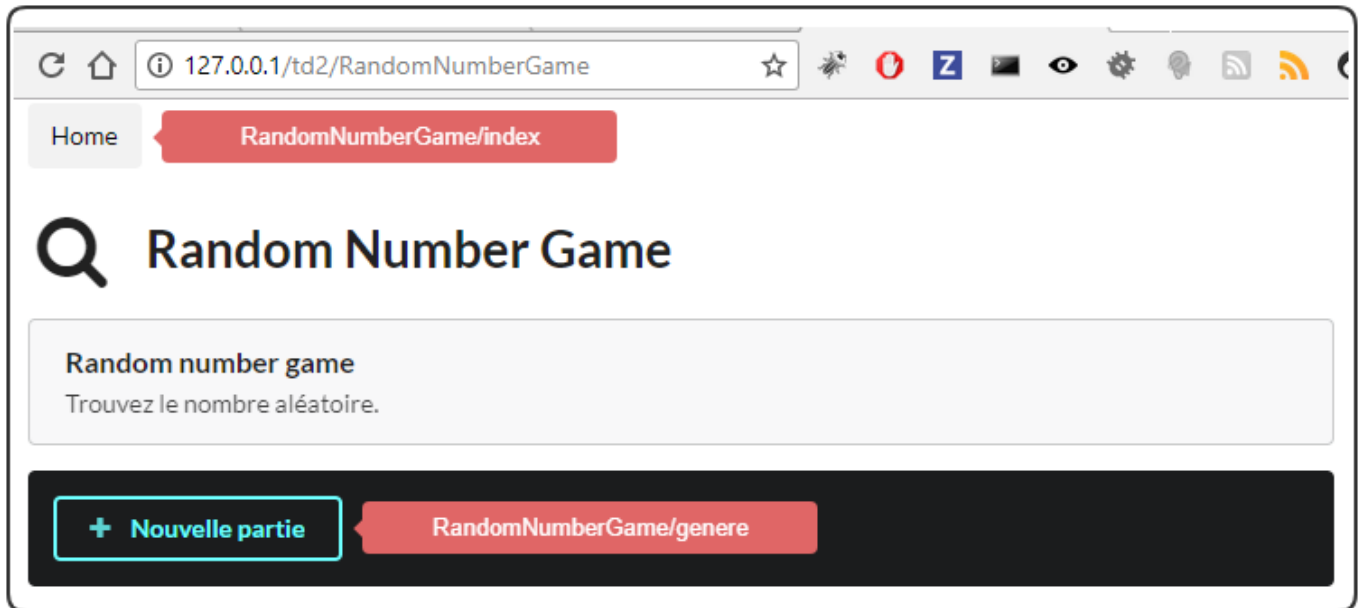 127.0.0.1/td2/RandomNumberGame
Z
Home
RandomNumberGame/index
Random Number Game
Random number game
Trouvez le nombre aléatoire.
+ Nouvelle partie
RandomNumberGame/genere